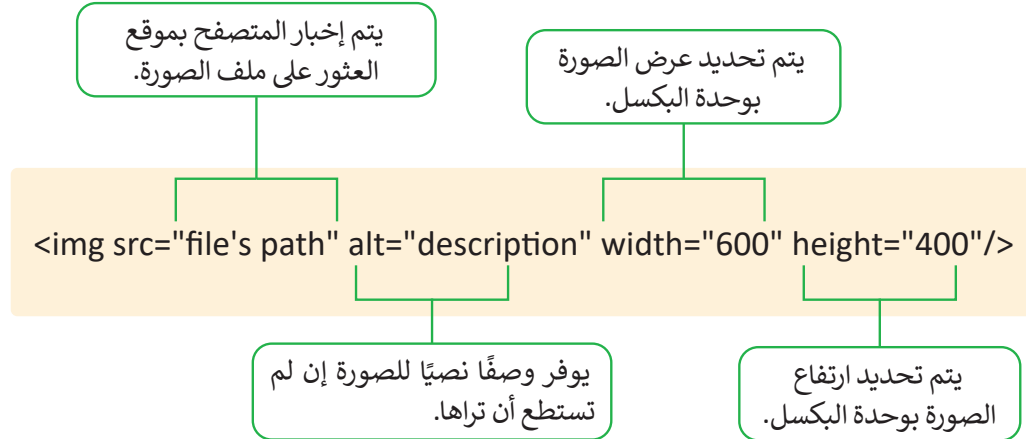 يتم إخبار المتصفح بموقع
العثور على ملف الصورة.
يتم تحديد عرض الصورة
بوحدة البكسل.
<img src="file's path" alt="description" width="600" height="400"/>
يوفر وصفًا نصيًا للصورة إن لم
تستطع أن تراها.
يتم تحديد ارتفاع
الصورة بوحدة البكسل.